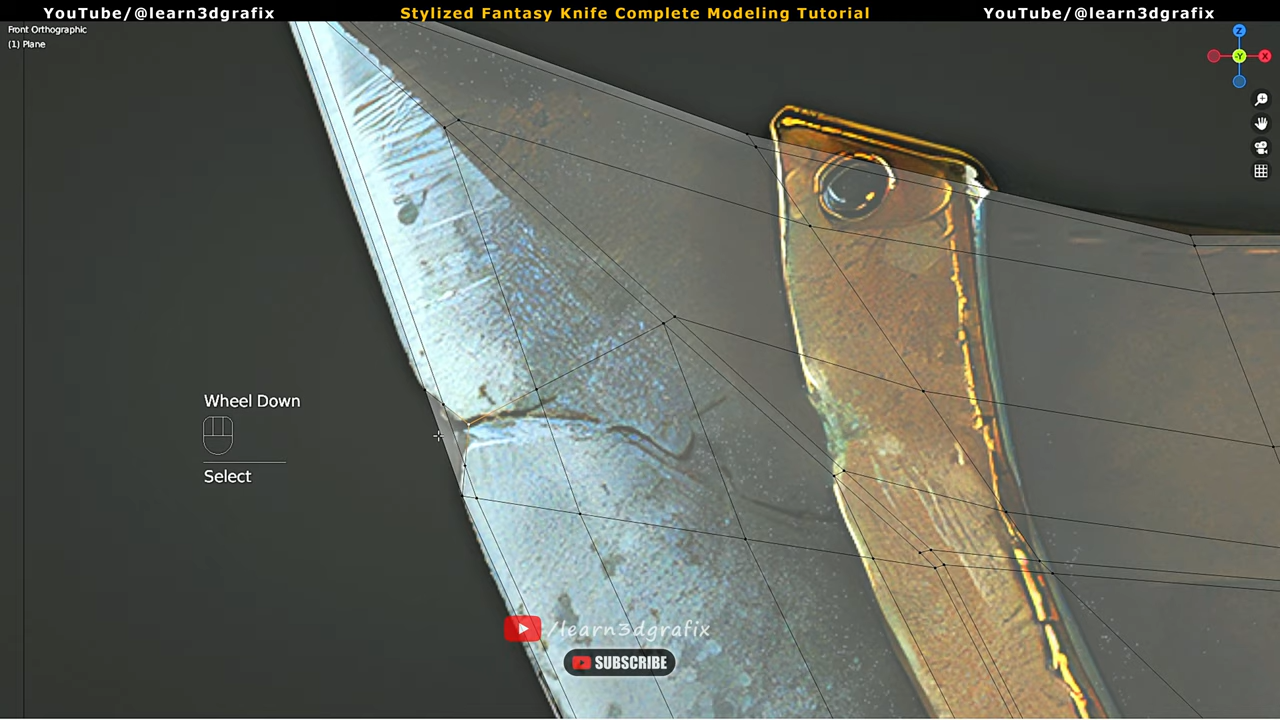 YouTube/@learn3dgrafix
Stylized Fantasy Knife Complete Modeling Tutorial
YouTube/@learn3dgrafix
Front Orthographic
(1) Plane
Z
-Y
X
Wheel Down
Select
/learn3dgrafix
SUBSCRIBE